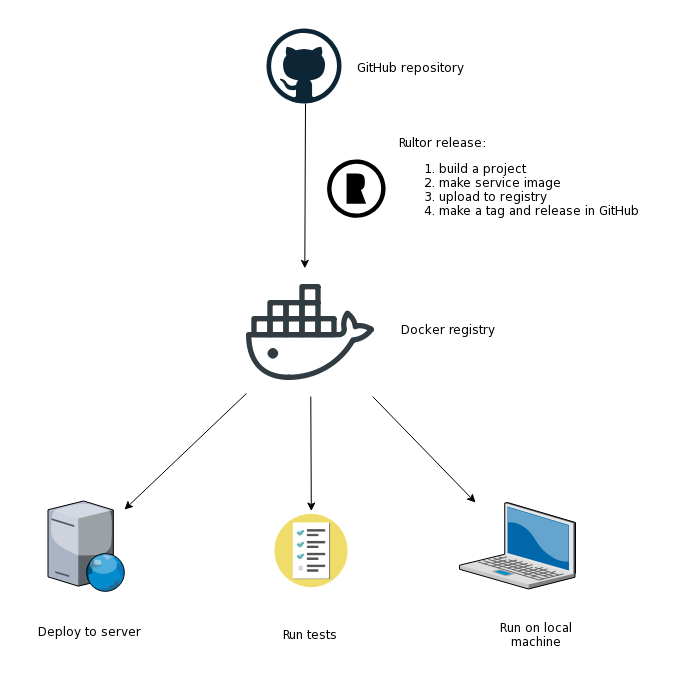 GitHub repository
Rultor release:
1. build a project
2. make service image
3. upload to registry
4. make a tag and release in GitHub
R
Docker registry
Deploy to server
Run tests
Run on local
machine